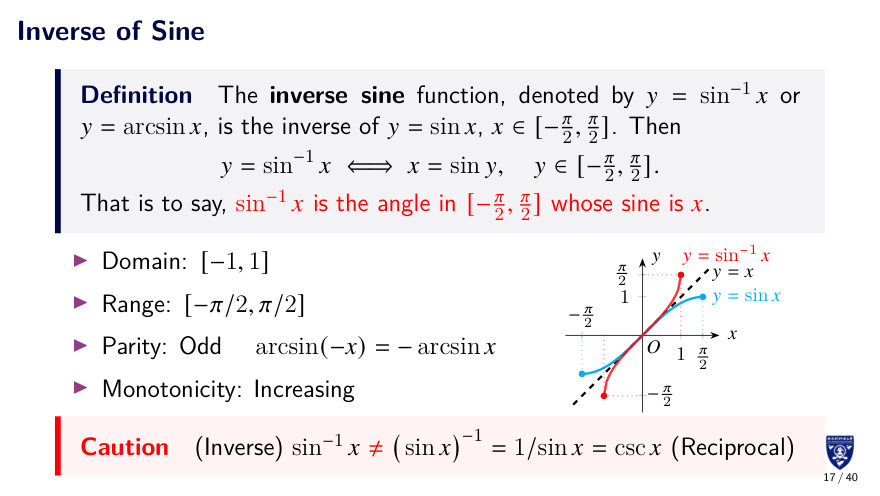 Inverse of Sine
Definition The inverse sine function, denoted by y = sin⁻¹ x or
y = arcsin x, is the inverse of y = sin x, x ∈ [−π/2, π/2]. Then
y = sin⁻¹ x ⟺ x = sin y, y ∈ [−π/2, π/2].
That is to say, sin⁻¹ x is the angle in [−π/2, π/2] whose sine is x.
Domain: [−1, 1]
Range: [−π/2, π/2]
Parity: Odd arcsin(−x) = − arcsin x
Monotonicity: Increasing
y
y = sin⁻¹ x
π/2
y = x
1
y = sin x
−π/2
x
O
1
π/2
−π/2
Caution (Inverse) sin⁻¹ x ≠ (sin x)⁻¹ = 1/sin x = csc x (Reciprocal)
17 / 40